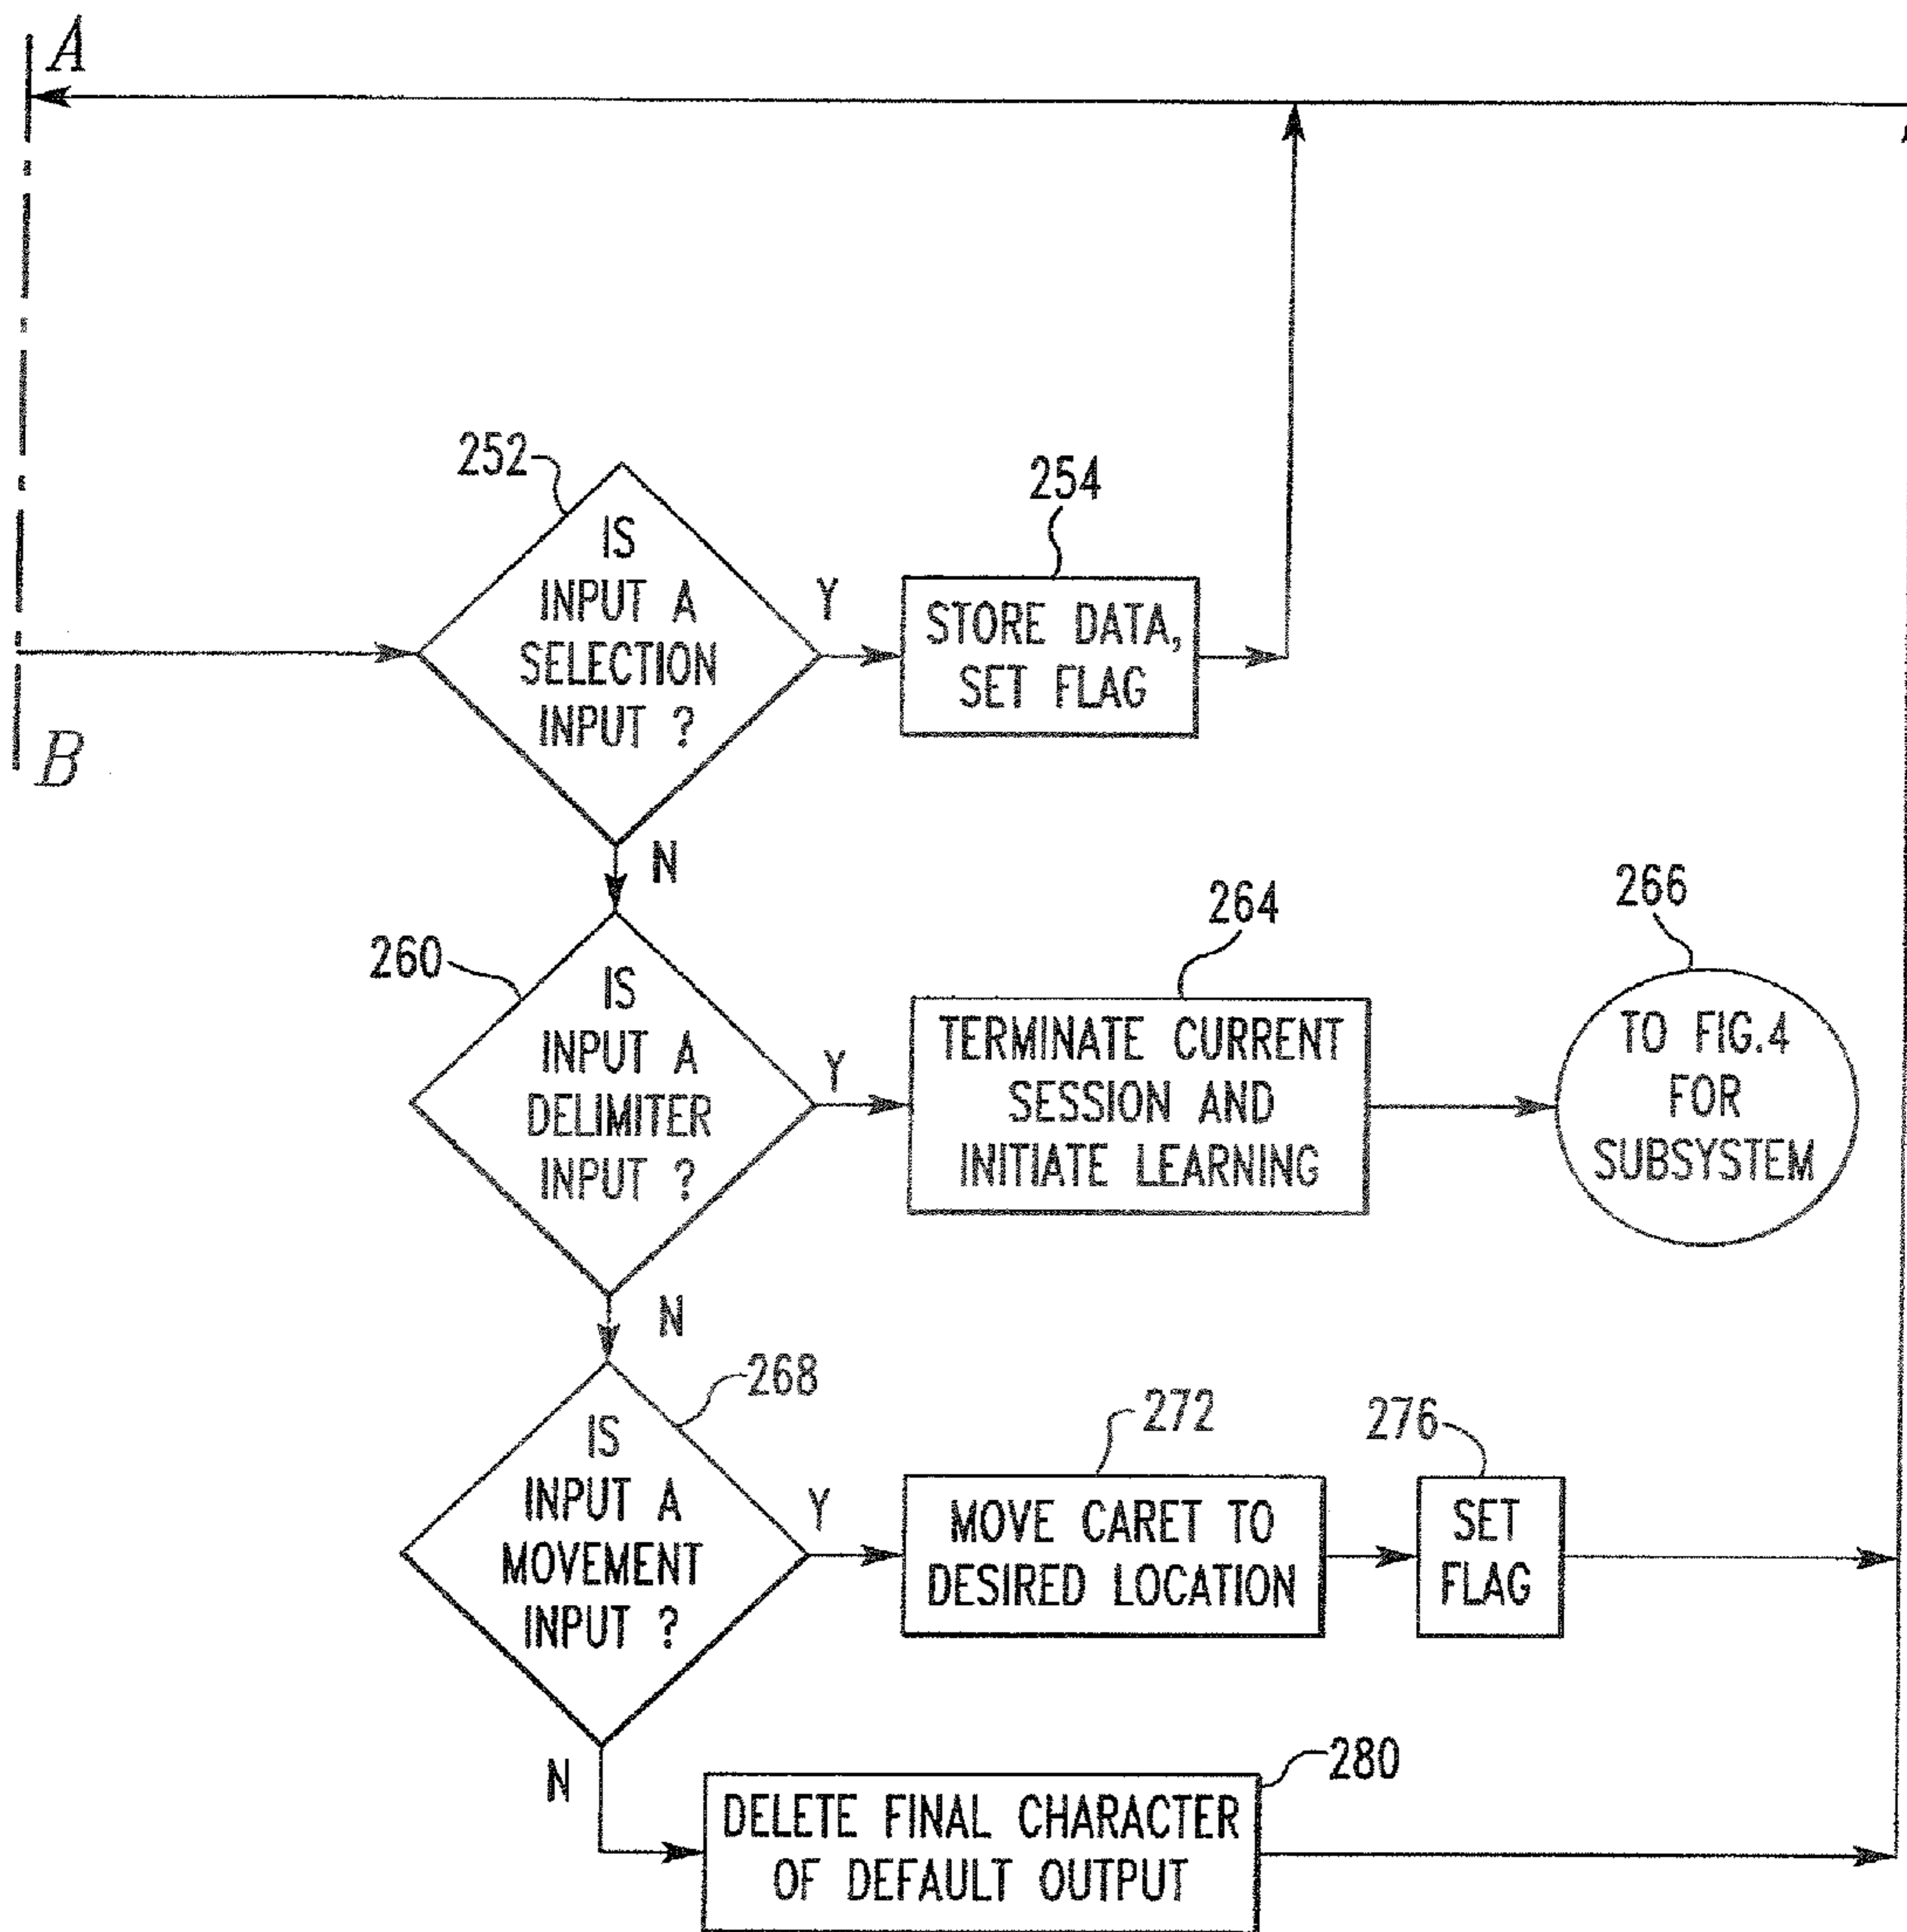 A
B
252
IS
INPUT A
SELECTION
INPUT ?
Y
254
STORE DATA,
SET FLAG
N
260
IS
INPUT A
DELIMITER
INPUT ?
Y
264
TERMINATE CURRENT
SESSION AND
INITIATE LEARNING
266
TO FIG.4
FOR
SUBSYSTEM
N
268
IS
INPUT A
MOVEMENT
INPUT ?
Y
272
MOVE CARET TO
DESIRED LOCATION
276
SET
FLAG
N
280
DELETE FINAL CHARACTER
OF DEFAULT OUTPUT